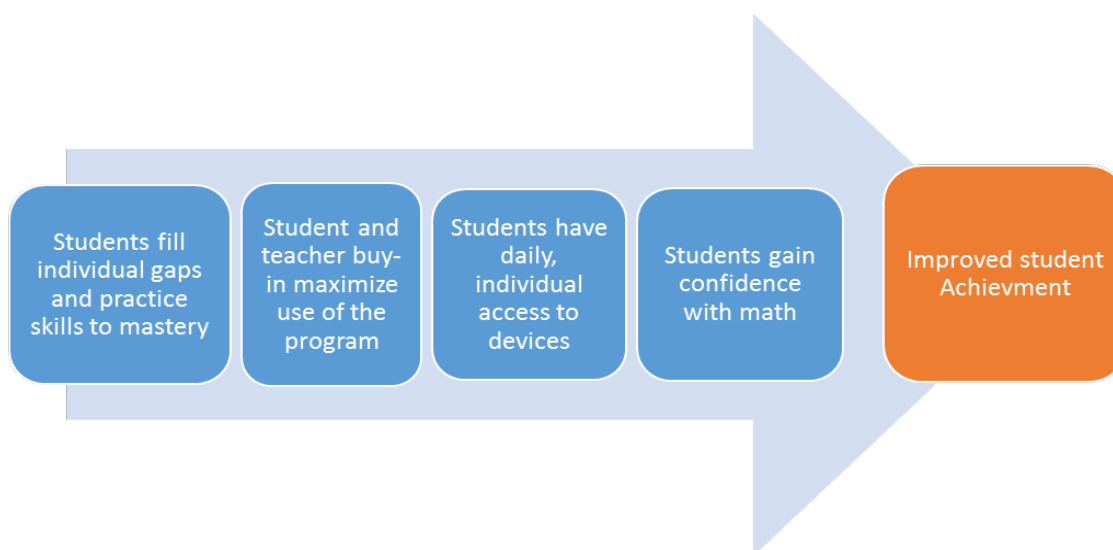 Students fill
individual gaps
and practice
skills to mastery
Student and
teacher buy-
in maximize
use of the
program
Students have
daily,
individual
access to
devices
Students gain
confidence
with math
Improved student
Achievment